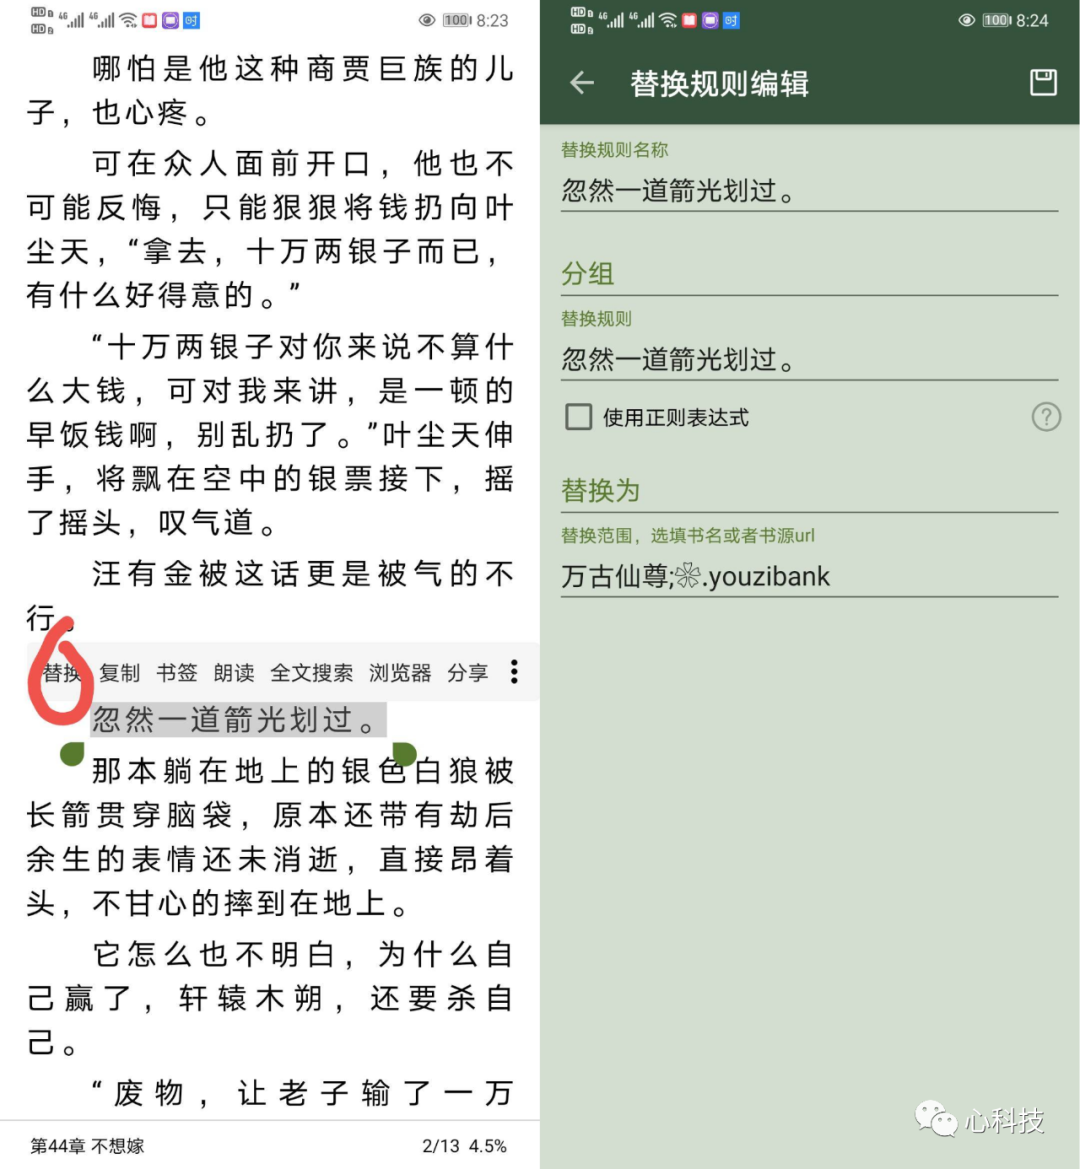 HD 4G 4G 100 8:23
哪怕是他这种商贾巨族的儿
子，也心疼。
可在众人面前开口，他也不
可能反悔，只能狠狠将钱扔向叶
尘天，“拿去，十万两银子而已，
有什么好得意的。”
“十万两银子对你来说不算什
么大钱，可对我来讲，是一顿的
早饭钱啊，别乱扔了。”叶尘天伸
手，将飘在空中的银票接下，摇
了摇头，叹气道。
汪有金被这话更是被气的不
行。
替换 复制 书签 朗读 全文搜索 浏览器 分享
忽然一道箭光划过。
那本躺在地上的银色白狼被
长箭贯穿脑袋，原本还带有劫后
余生的表情还未消逝，直接昂着
头，不甘心的摔到在地上。
它怎么也不明白，为什么自
己赢了，轩辕木朔，还要杀自
己。
“废物，让老子输了一万
第44章 不想嫁 2/13 4.5%
HD 4G 4G 100 8:24
替换规则编辑
替换规则名称
忽然一道箭光划过。
分组
替换规则
忽然一道箭光划过。
使用正则表达式 ?
替换为
替换范围，选填书名或者书源url
万古仙尊;🏵.youzibank
心科技